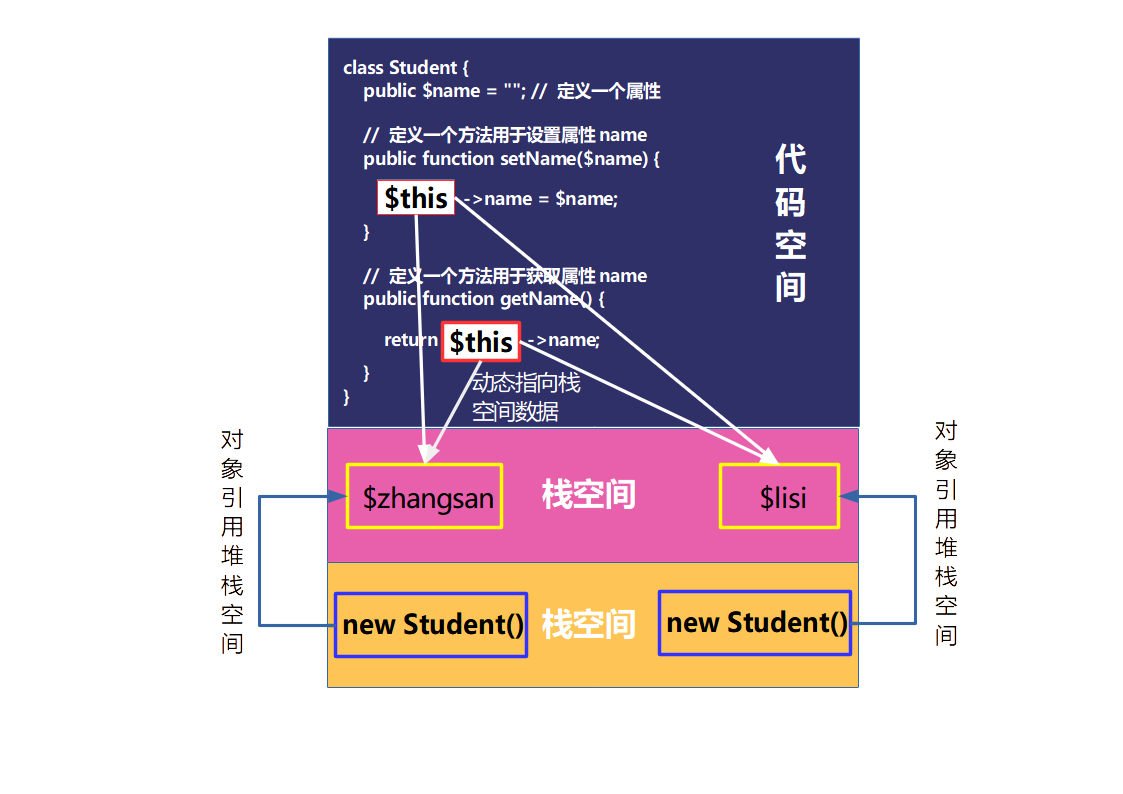 class Student {
public $name = ""; // 定义一个属性
// 定义一个方法用于设置属性 name
public function setName($name) {
$this ->name = $name;
}
// 定义一个方法用于获取属性 name
public function getName() {
return $this ->name;
}
}
代码空间
动态指向栈
空间数据
对象引用堆栈空间
$zhangsan
栈空间
$lisi
对象引用堆栈空间
new Student()
栈空间
new Student()